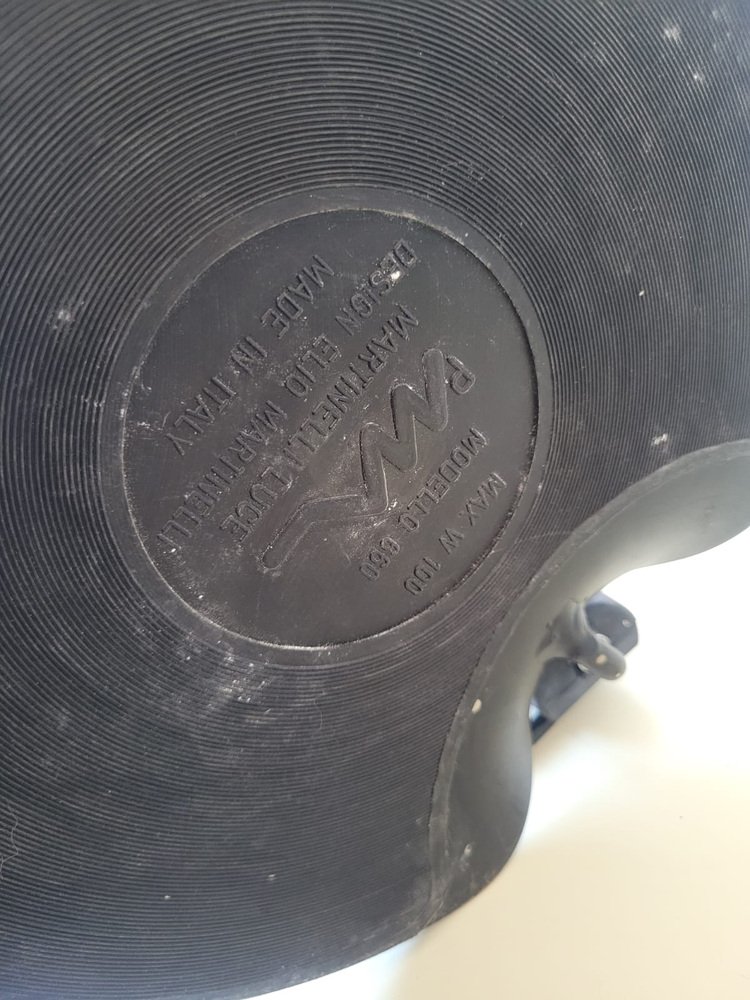 MAX W 100
MODELLO 660
MARTINELLI LUCE
DESIGN ELIO MARTINELLI
MADE IN ITALY